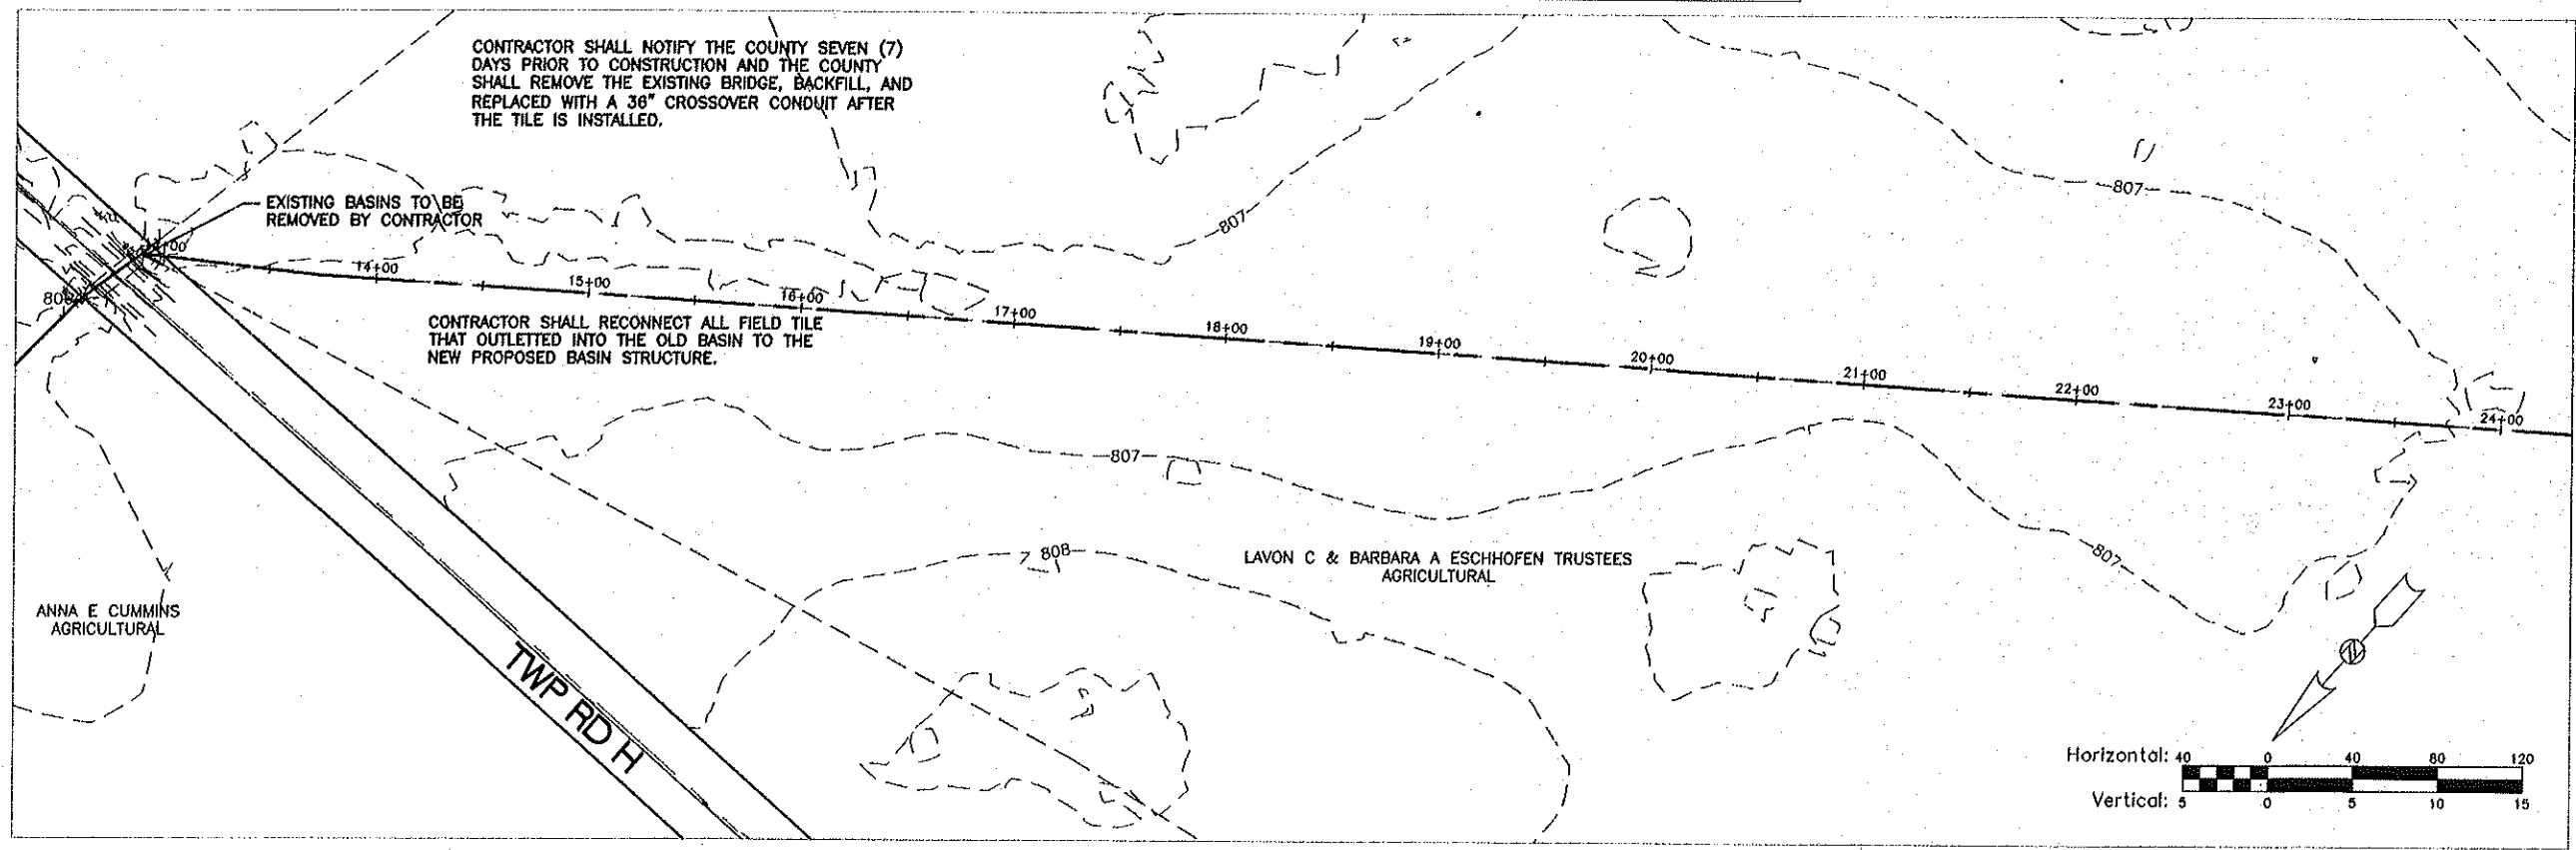 CONTRACTOR SHALL NOTIFY THE COUNTY SEVEN (7)
DAYS PRIOR TO CONSTRUCTION AND THE COUNTY
SHALL REMOVE THE EXISTING BRIDGE, BACKFILL, AND
REPLACED WITH A 36" CROSSOVER CONDUIT AFTER
THE TILE IS INSTALLED.
EXISTING BASINS TO BE
REMOVED BY CONTRACTOR
807
807
14+00
15+00
16+00
17+00
18+00
19+00
20+00
21+00
22+00
23+00
24+00
CONTRACTOR SHALL RECONNECT ALL FIELD TILE
THAT OUTLETTED INTO THE OLD BASIN TO THE
NEW PROPOSED BASIN STRUCTURE.
807
808
807
LAVON C & BARBARA A ESCHHOFEN TRUSTEES
AGRICULTURAL
ANNA E CUMMINS
AGRICULTURAL
TWP RD H
Horizontal: 40 0 40 80 120
Vertical: 5 0 5 10 15